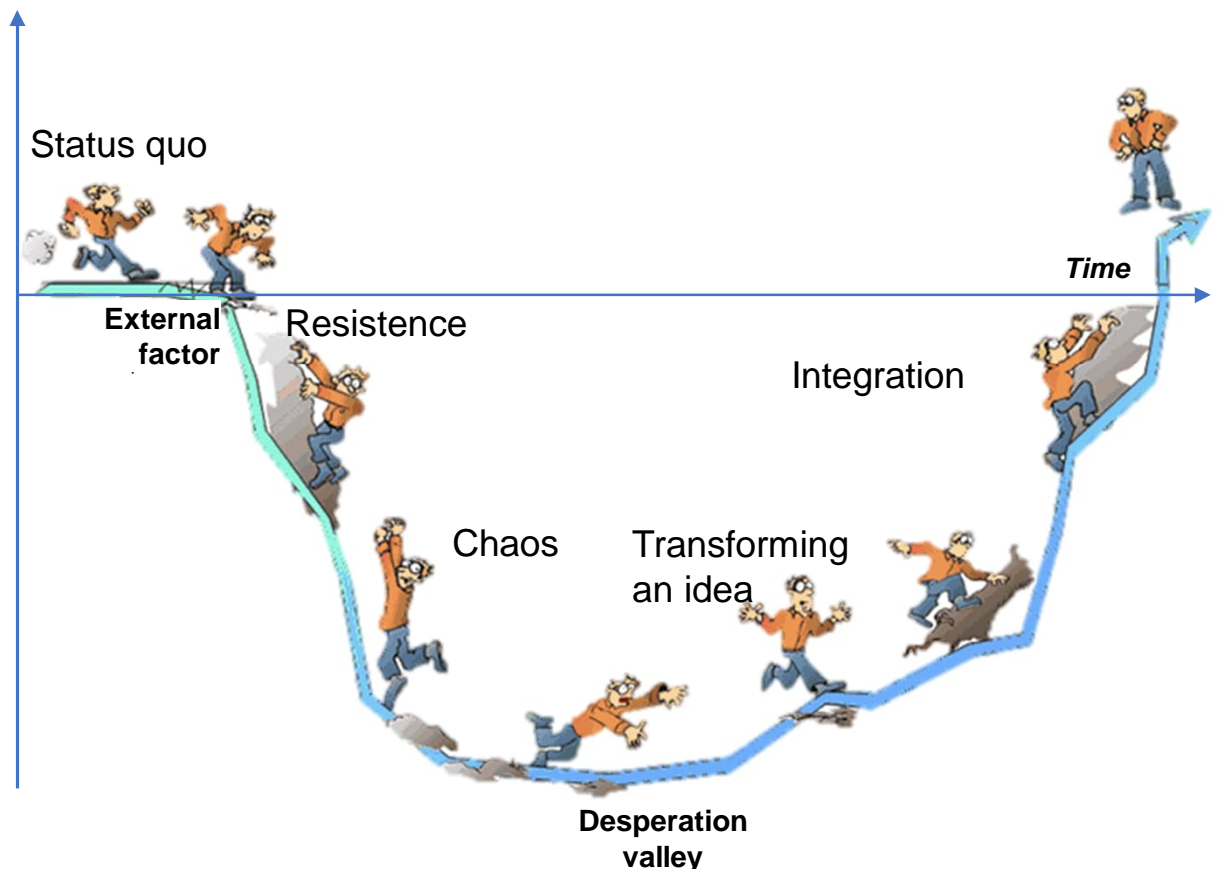 Status quo
Time
External
factor
Resistence
Integration
Chaos
Transforming
an idea
Desperation
valley